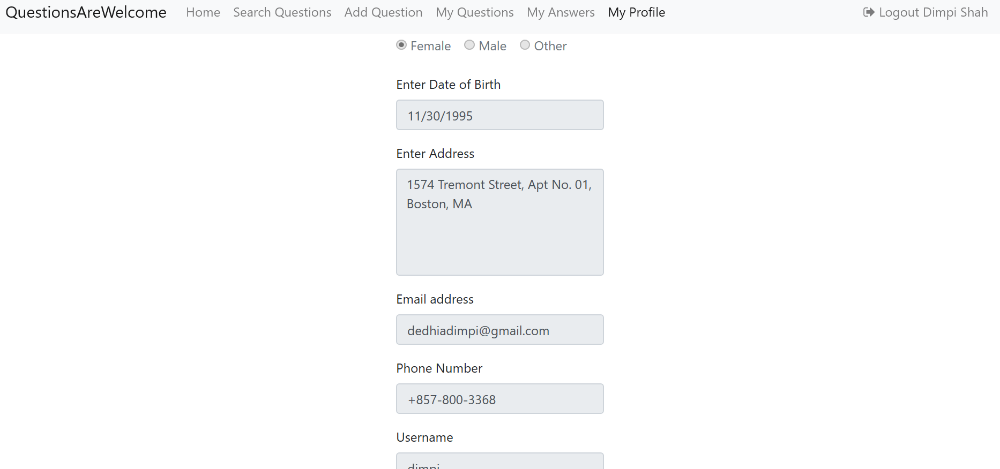 QuestionsAreWelcome Home Search Questions Add Question My Questions My Answers My Profile Logout Dimpi Shah
Female Male Other
Enter Date of Birth
11/30/1995
Enter Address
1574 Tremont Street, Apt No. 01,
Boston, MA
Email address
dedhiadimpi@gmail.com
Phone Number
+857-800-3368
Username
dimpi